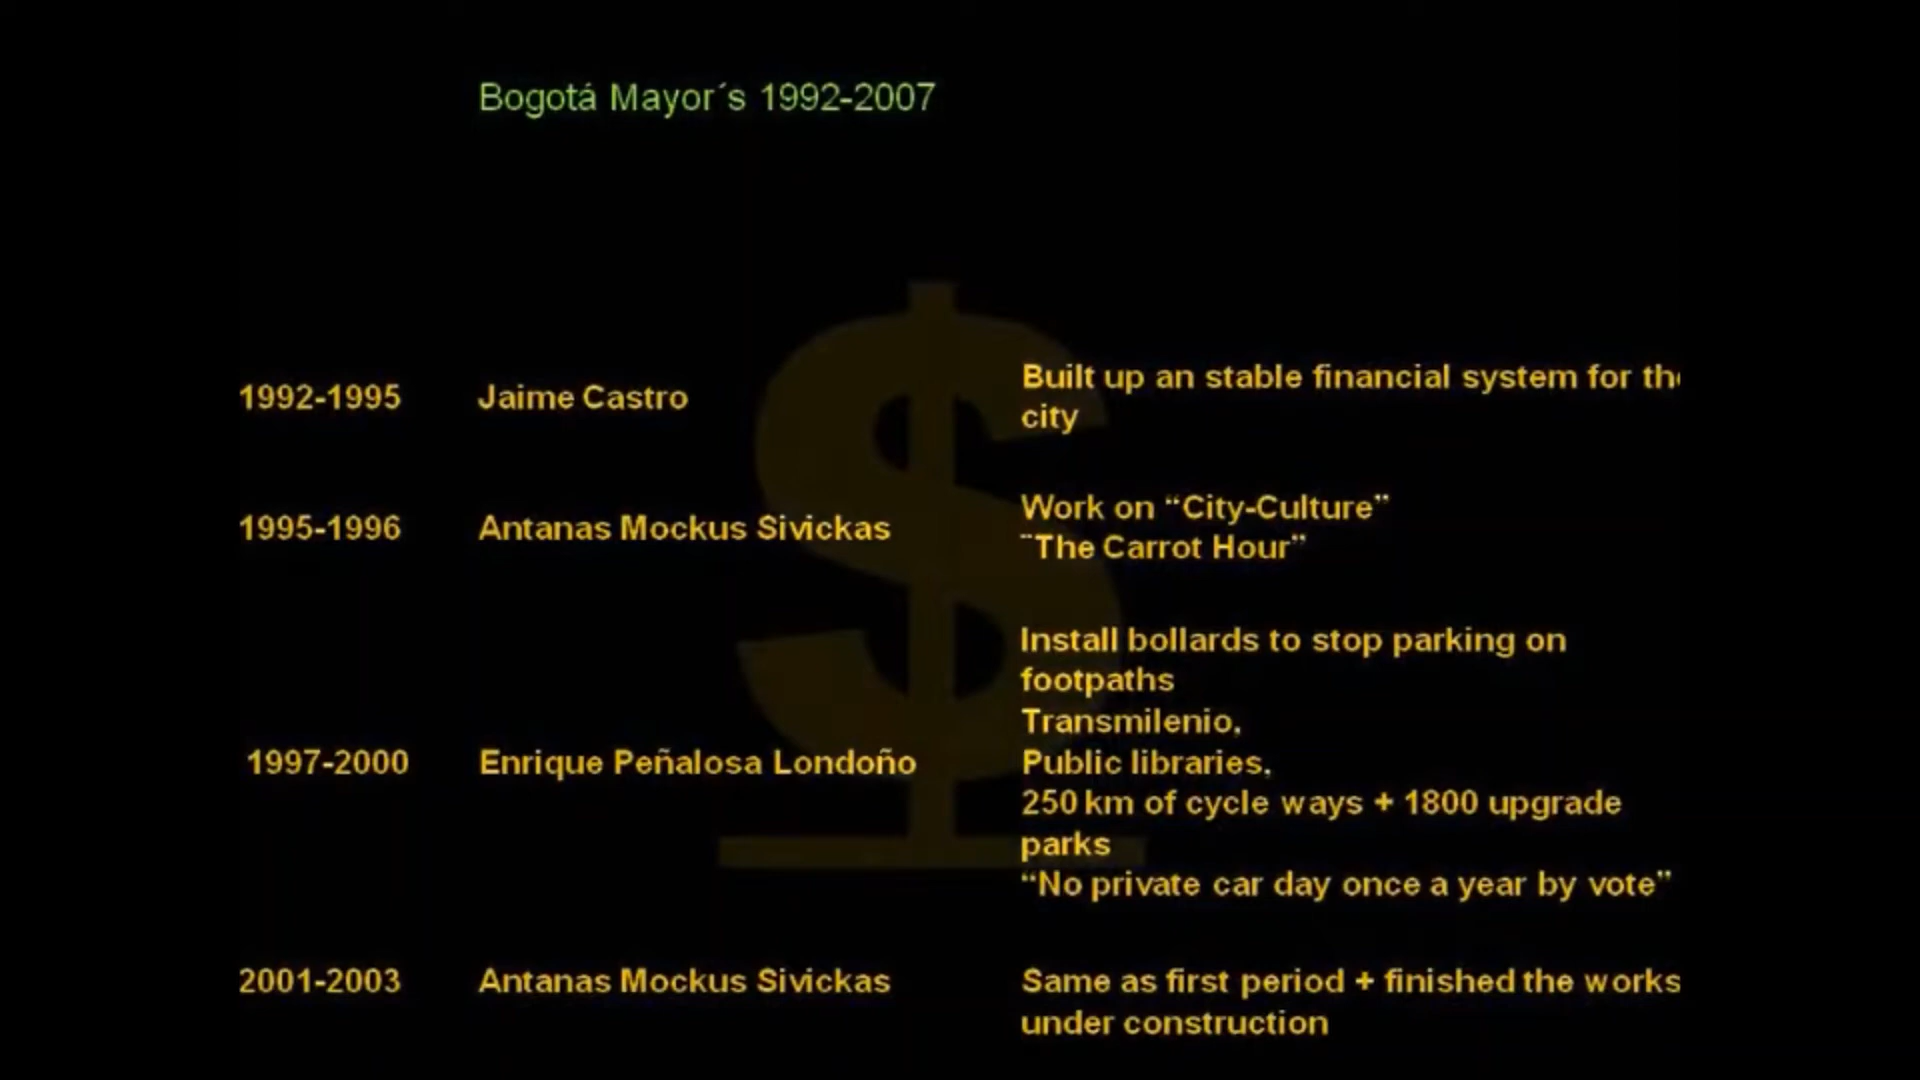 Bogotá Mayor´s 1992-2007
1992-1995 Jaime Castro Built up an stable financial system for the
city
1995-1996 Antanas Mockus Sivickas Work on “City-Culture”
¨The Carrot Hour”
Install bollards to stop parking on
footpaths
Transmilenio,
1997-2000 Enrique Peñalosa Londoño Public libraries,
250 km of cycle ways + 1800 upgrade
parks
“No private car day once a year by vote”
2001-2003 Antanas Mockus Sivickas Same as first period + finished the works
under construction